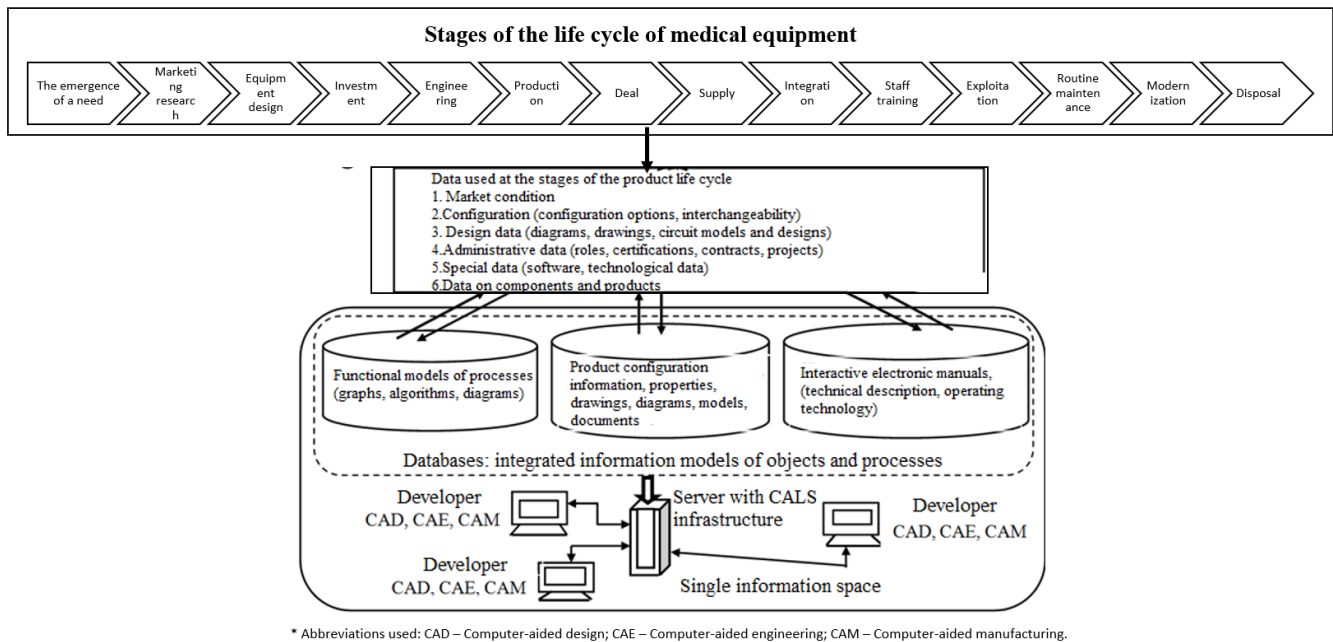 Stages of the life cycle of medical equipment
The emergence
of a need
Marketi
ng
researc
h
Equipm
ent
design
Investm
ent
Enginee
ring
Producti
on
Deal
Supply
Integrati
on
Staff
training
Exploita
tion
Routine
mainten
ance
Modern
ization
Disposal
Data used at the stages of the product life cycle
1. Market condition
2.Configuration (configuration options, interchangeability)
3. Design data (diagrams, drawings, circuit models and designs)
4.Administrative data (roles, certifications, contracts, projects)
5.Special data (software, technological data)
6.Data on components and products
Functional models of processes
(graphs, algorithms, diagrams)
Product configuration
information, properties,
drawings, diagrams, models,
documents
Interactive electronic manuals,
(technical description, operating
technology)
Databases: integrated information models of objects and processes
Developer
CAD, CAE, CAM
Server with CALS
infrastructure
Developer
CAD, CAE, CAM
Developer
CAD, CAE, CAM
Single information space
* Abbreviations used: CAD – Computer-aided design; CAE – Computer-aided engineering; CAM – Computer-aided manufacturing.